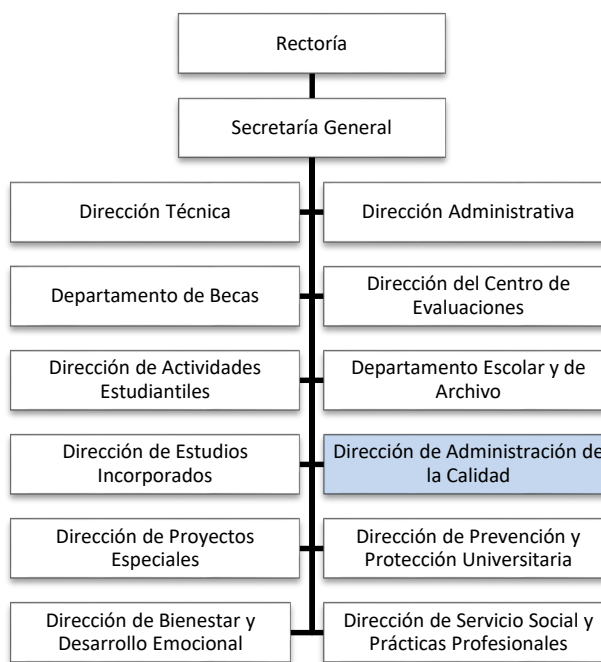 Rectoría
Secretaría General
Dirección Técnica
Dirección Administrativa
Departamento de Becas
Dirección del Centro de
Evaluaciones
Dirección de Actividades
Estudiantiles
Departamento Escolar y de
Archivo
Dirección de Estudios
Incorporados
Dirección de Administración de
la Calidad
Dirección de Proyectos
Especiales
Dirección de Prevención y
Protección Universitaria
Dirección de Bienestar y
Desarrollo Emocional
Dirección de Servicio Social y
Prácticas Profesionales